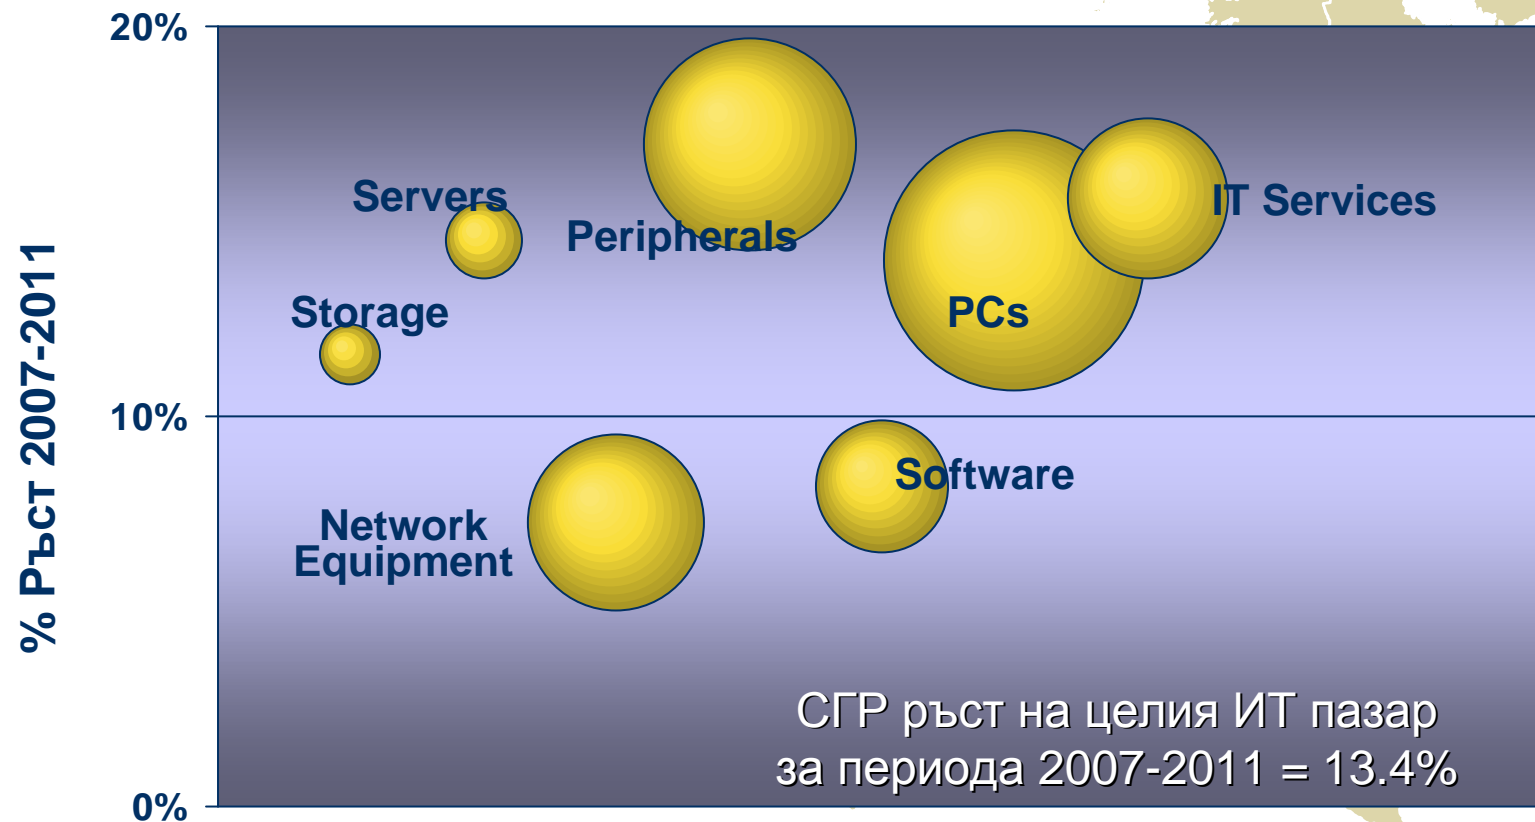 20%
Servers
Peripherals
IT Services
Storage
PCs
% Ръст 2007-2011
10%
Software
Network
Equipment
СГР ръст на целия ИТ пазар
за периода 2007-2011 = 13.4%
0%